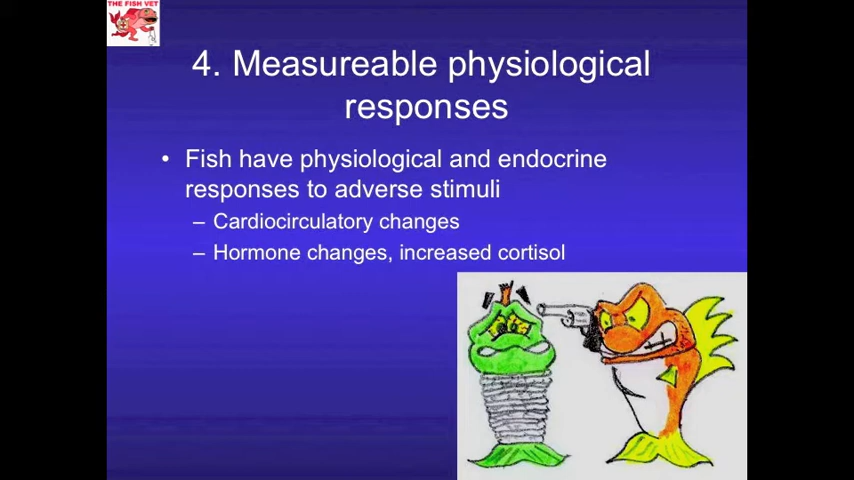 THE FISH VET
4. Measureable physiological
responses
• Fish have physiological and endocrine
responses to adverse stimuli
– Cardiocirculatory changes
– Hormone changes, increased cortisol